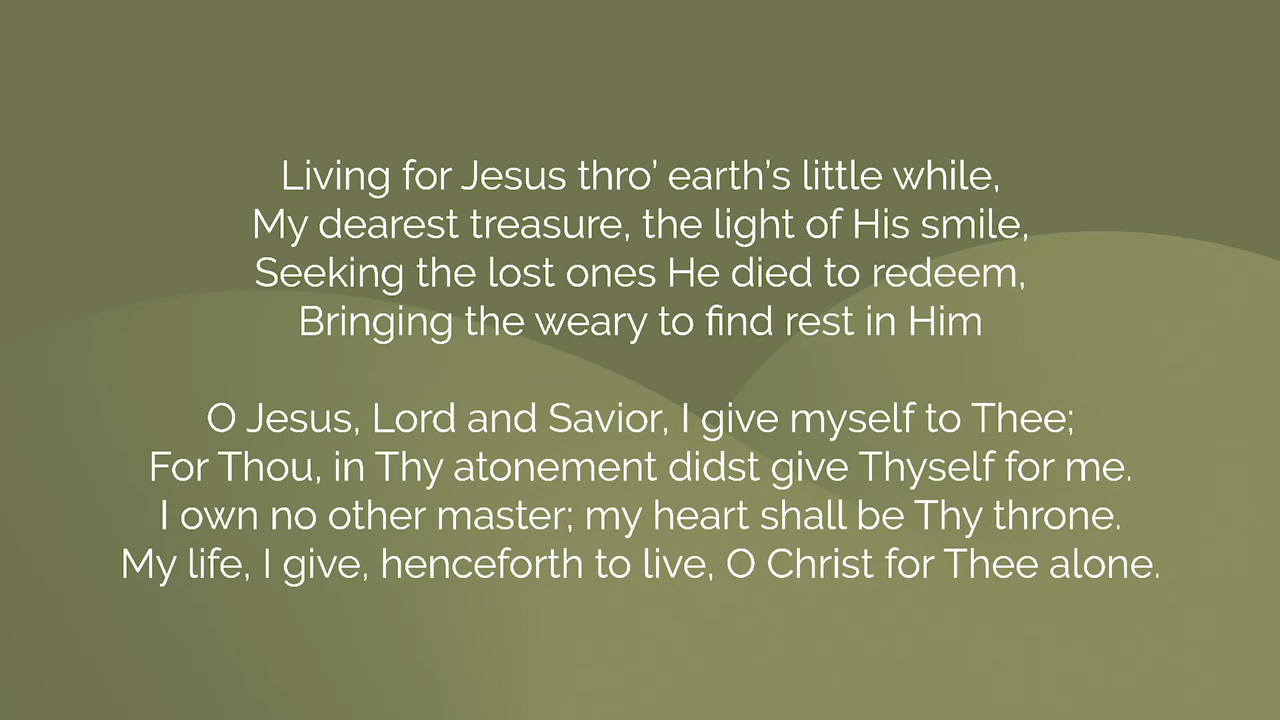 Living for Jesus thro’ earth’s little while,
My dearest treasure, the light of His smile,
Seeking the lost ones He died to redeem,
Bringing the weary to find rest in Him
O Jesus, Lord and Savior, I give myself to Thee;
For Thou, in Thy atonement didst give Thyself for me.
I own no other master; my heart shall be Thy throne.
My life, I give, henceforth to live, O Christ for Thee alone.